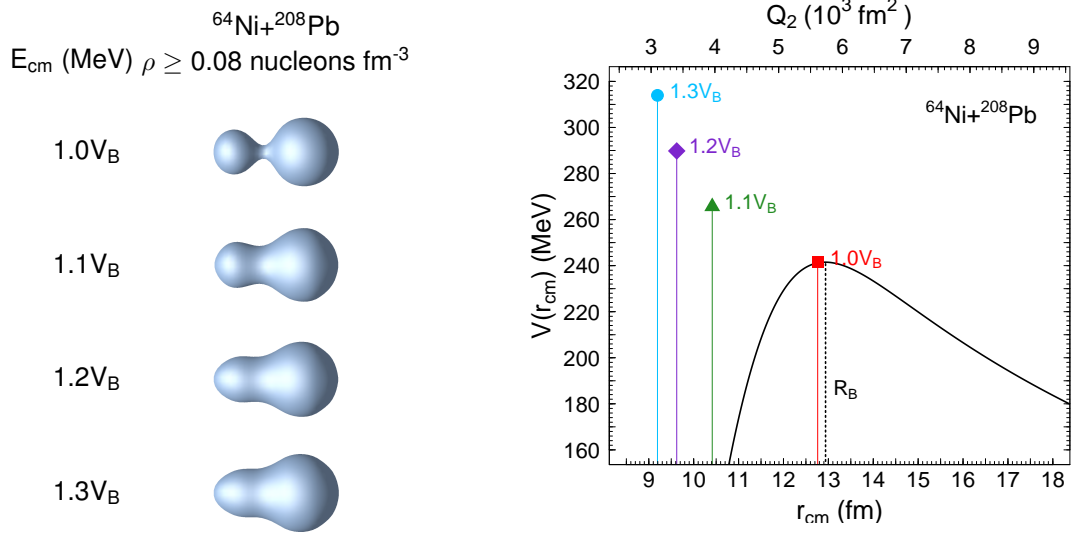 ⁶⁴Ni+²⁰⁸Pb
E_cm (MeV) ρ ≥ 0.08 nucleons fm⁻³
1.0V_B
1.1V_B
1.2V_B
1.3V_B
Q₂ (10³ fm²)
3 4 5 6 7 8 9
320
300
280
260
240
220
200
180
160
V(r_cm) (MeV)
1.3V_B
⁶⁴Ni+²⁰⁸Pb
1.2V_B
1.1V_B
1.0V_B
R_B
9 10 11 12 13 14 15 16 17 18
r_cm (fm)